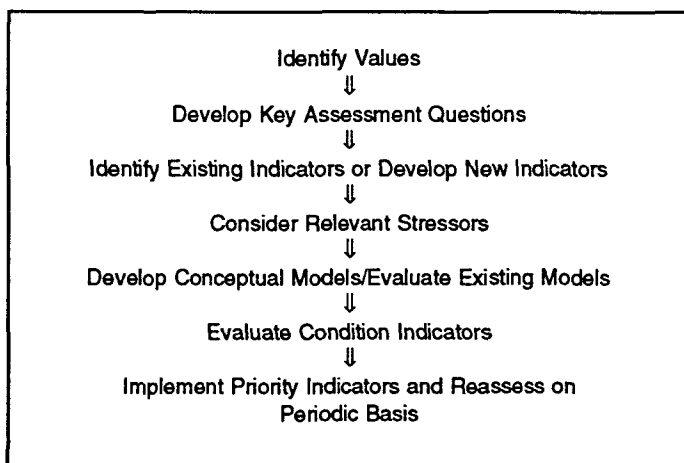 Identify Values
⇓
Develop Key Assessment Questions
⇓
Identify Existing Indicators or Develop New Indicators
⇓
Consider Relevant Stressors
⇓
Develop Conceptual Models/Evaluate Existing Models
⇓
Evaluate Condition Indicators
⇓
Implement Priority Indicators and Reassess on
Periodic Basis